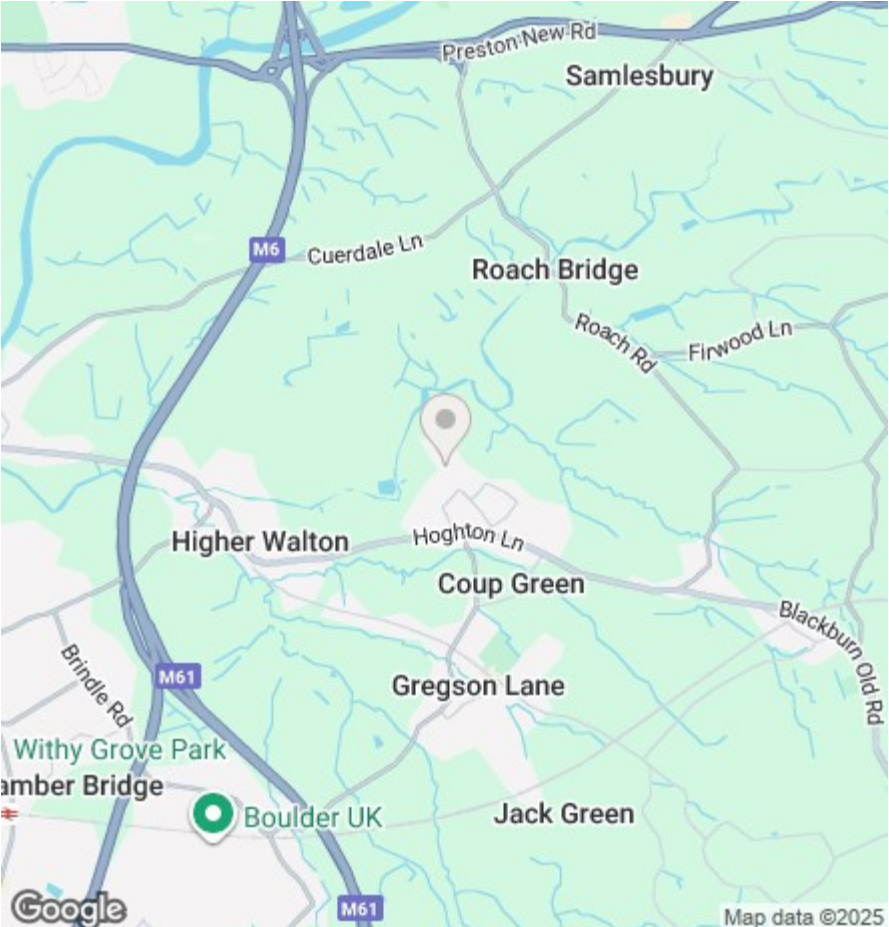 Preston New Rd
Samlesbury
M6
Cuerdale Ln
Roach Bridge
Roach Rd
Firwood Ln
Higher Walton
Hoghton Ln
Coup Green
Blackburn Old Rd
Brindle Rd
M61
Gregson Lane
Withy Grove Park
amber Bridge
Boulder UK
Jack Green
M61
Google
Map data ©2025